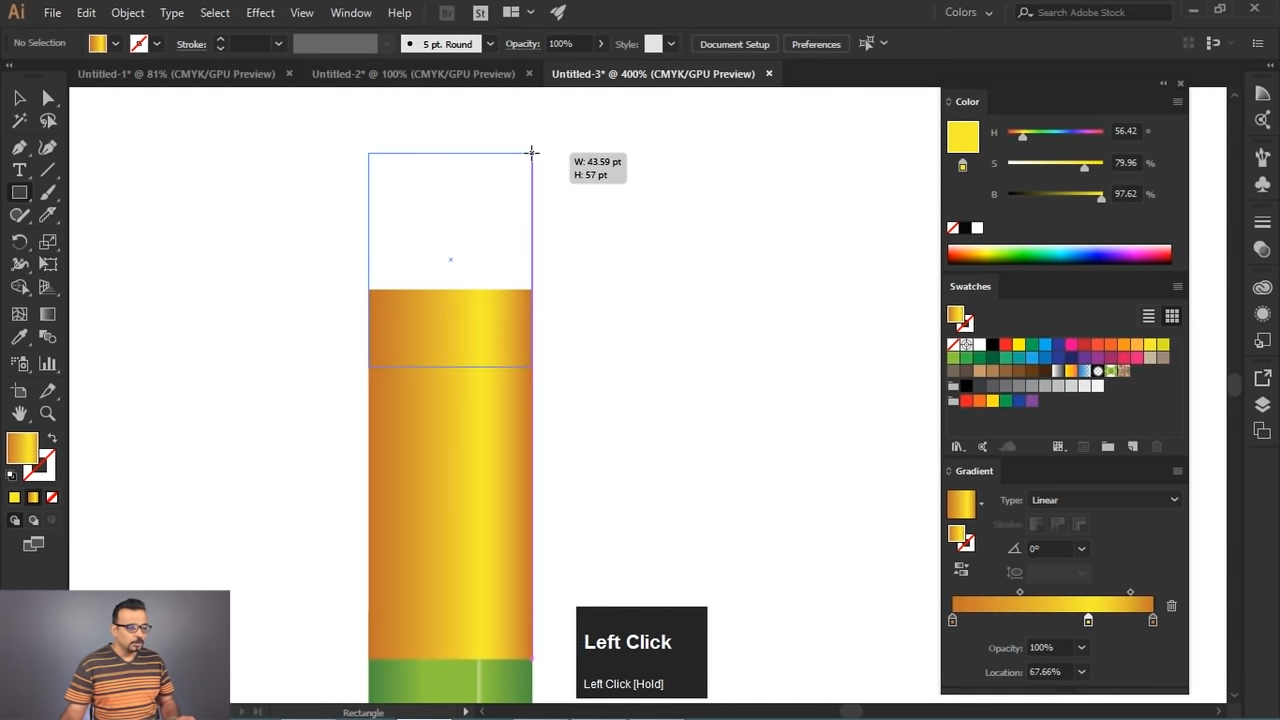 Ai File Edit Object Type Select Effect View Window Help Br St Colors Search Adobe Stock
No Selection Stroke: 5 pt. Round Opacity: 100% Style: Document Setup Preferences
Untitled-1* @ 81% (CMYK/GPU Preview) × Untitled-2* @ 100% (CMYK/GPU Preview) × Untitled-3* @ 400% (CMYK/GPU Preview) ×
Color
H 56.42 °
S 79.96 %
B 97.62 %
W: 43.59 pt
H: 57 pt
Swatches
Gradient
Type: Linear
Stroke:
0°
Opacity: 100%
Location: 67.66%
Left Click
Left Click [Hold]
Rectangle